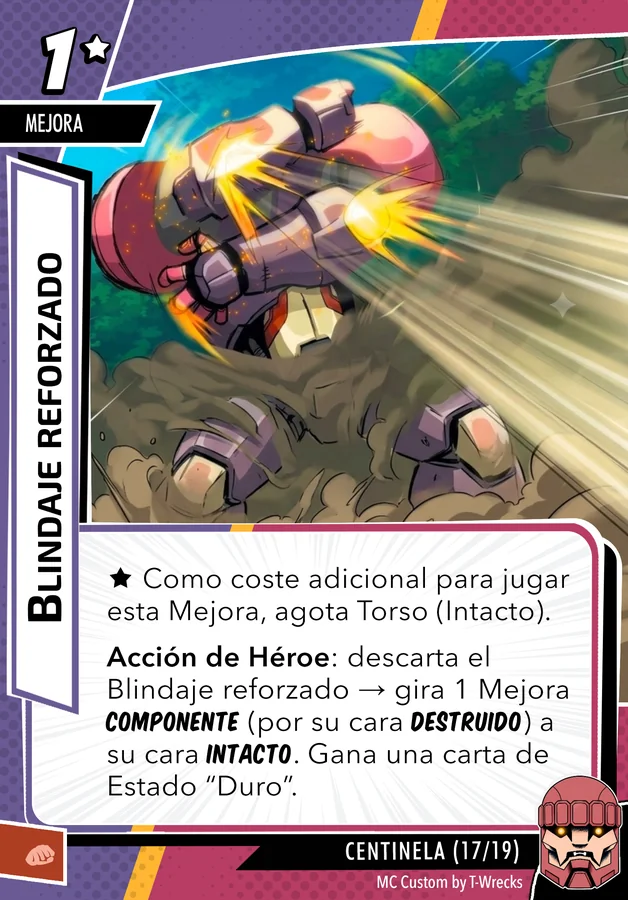 1★
MEJORA
BLINDAJE REFORZADO
★ Como coste adicional para jugar
esta Mejora, agota Torso (Intacto).
Acción de Héroe: descarta el
Blindaje reforzado → gira 1 Mejora
COMPONENTE (por su cara DESTRUIDO) a
su cara INTACTO. Gana una carta de
Estado “Duro”.
CENTINELA (17/19)
MC Custom by T-Wrecks